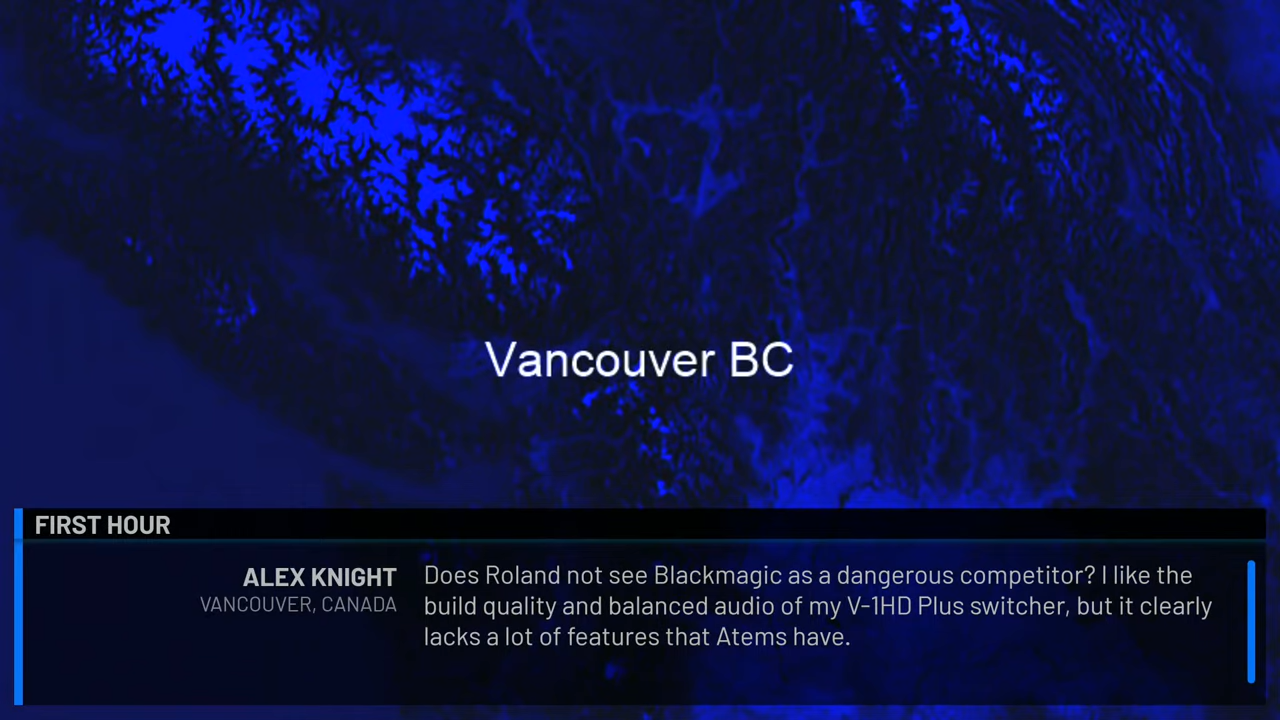 Vancouver BC
FIRST HOUR
ALEX KNIGHT
VANCOUVER, CANADA
Does Roland not see Blackmagic as a dangerous competitor? I like the
build quality and balanced audio of my V-1HD Plus switcher, but it clearly
lacks a lot of features that Atems have.